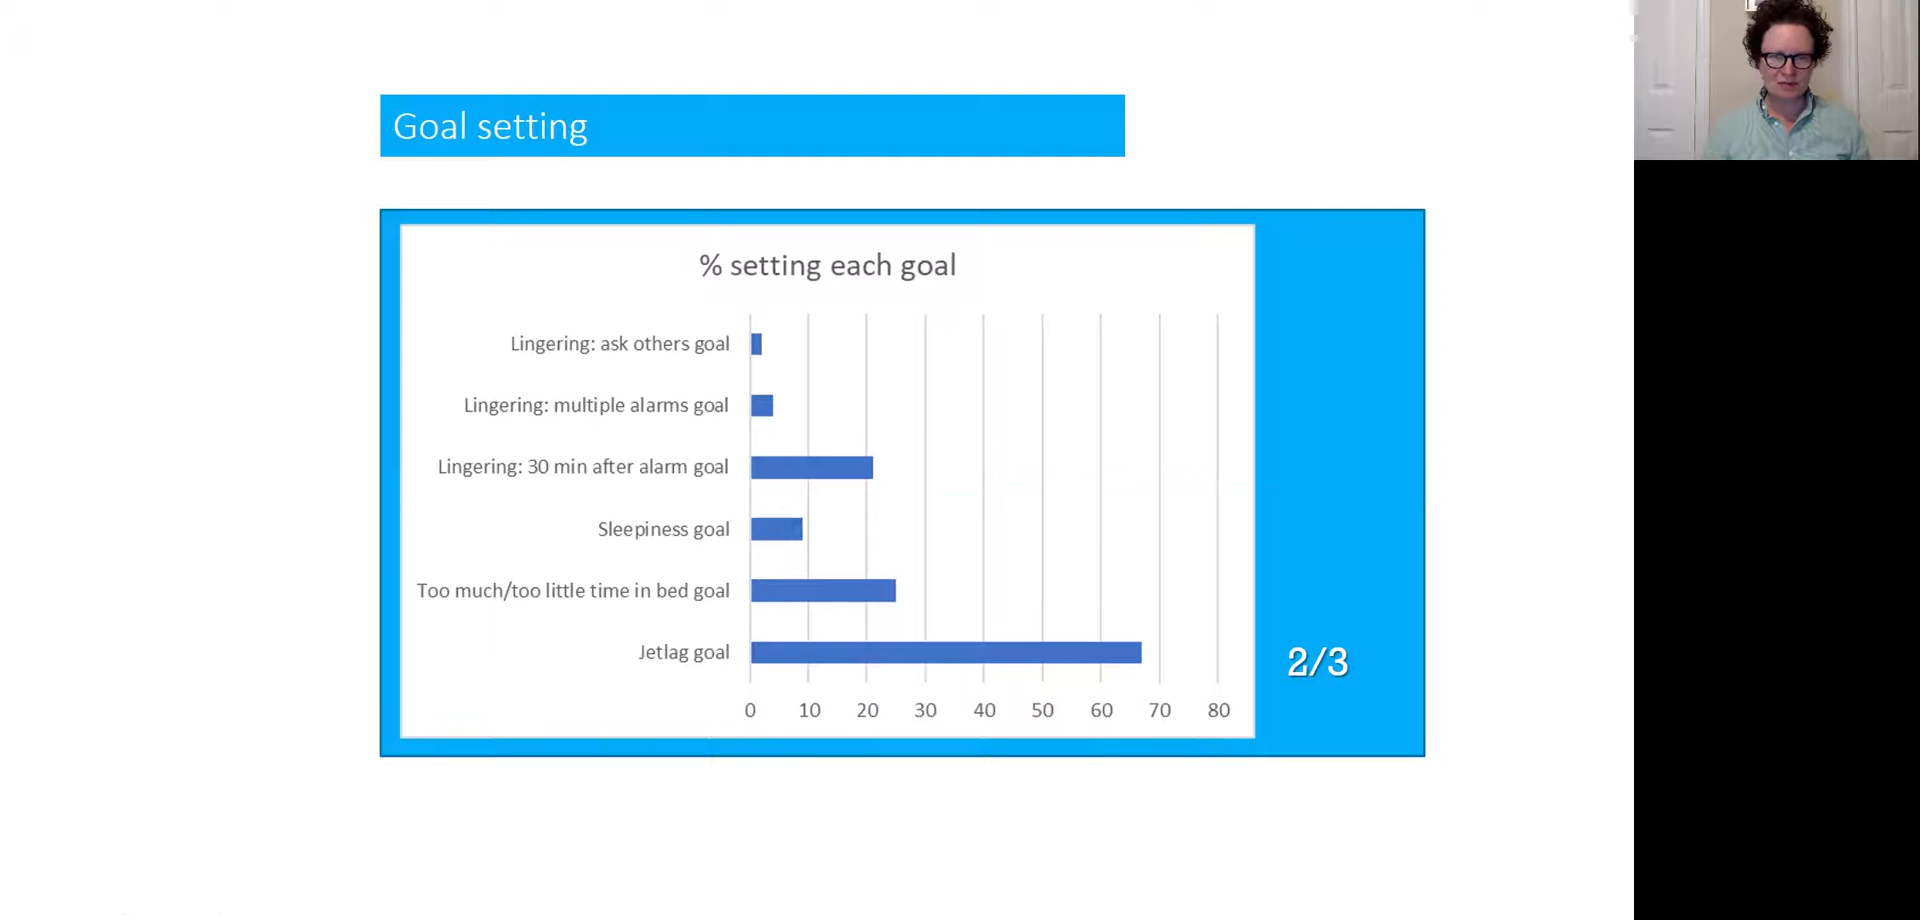 Goal setting
% setting each goal
Lingering: ask others goal
Lingering: multiple alarms goal
Lingering: 30 min after alarm goal
Sleepiness goal
Too much/too little time in bed goal
Jetlag goal
2/3
0 10 20 30 40 50 60 70 80